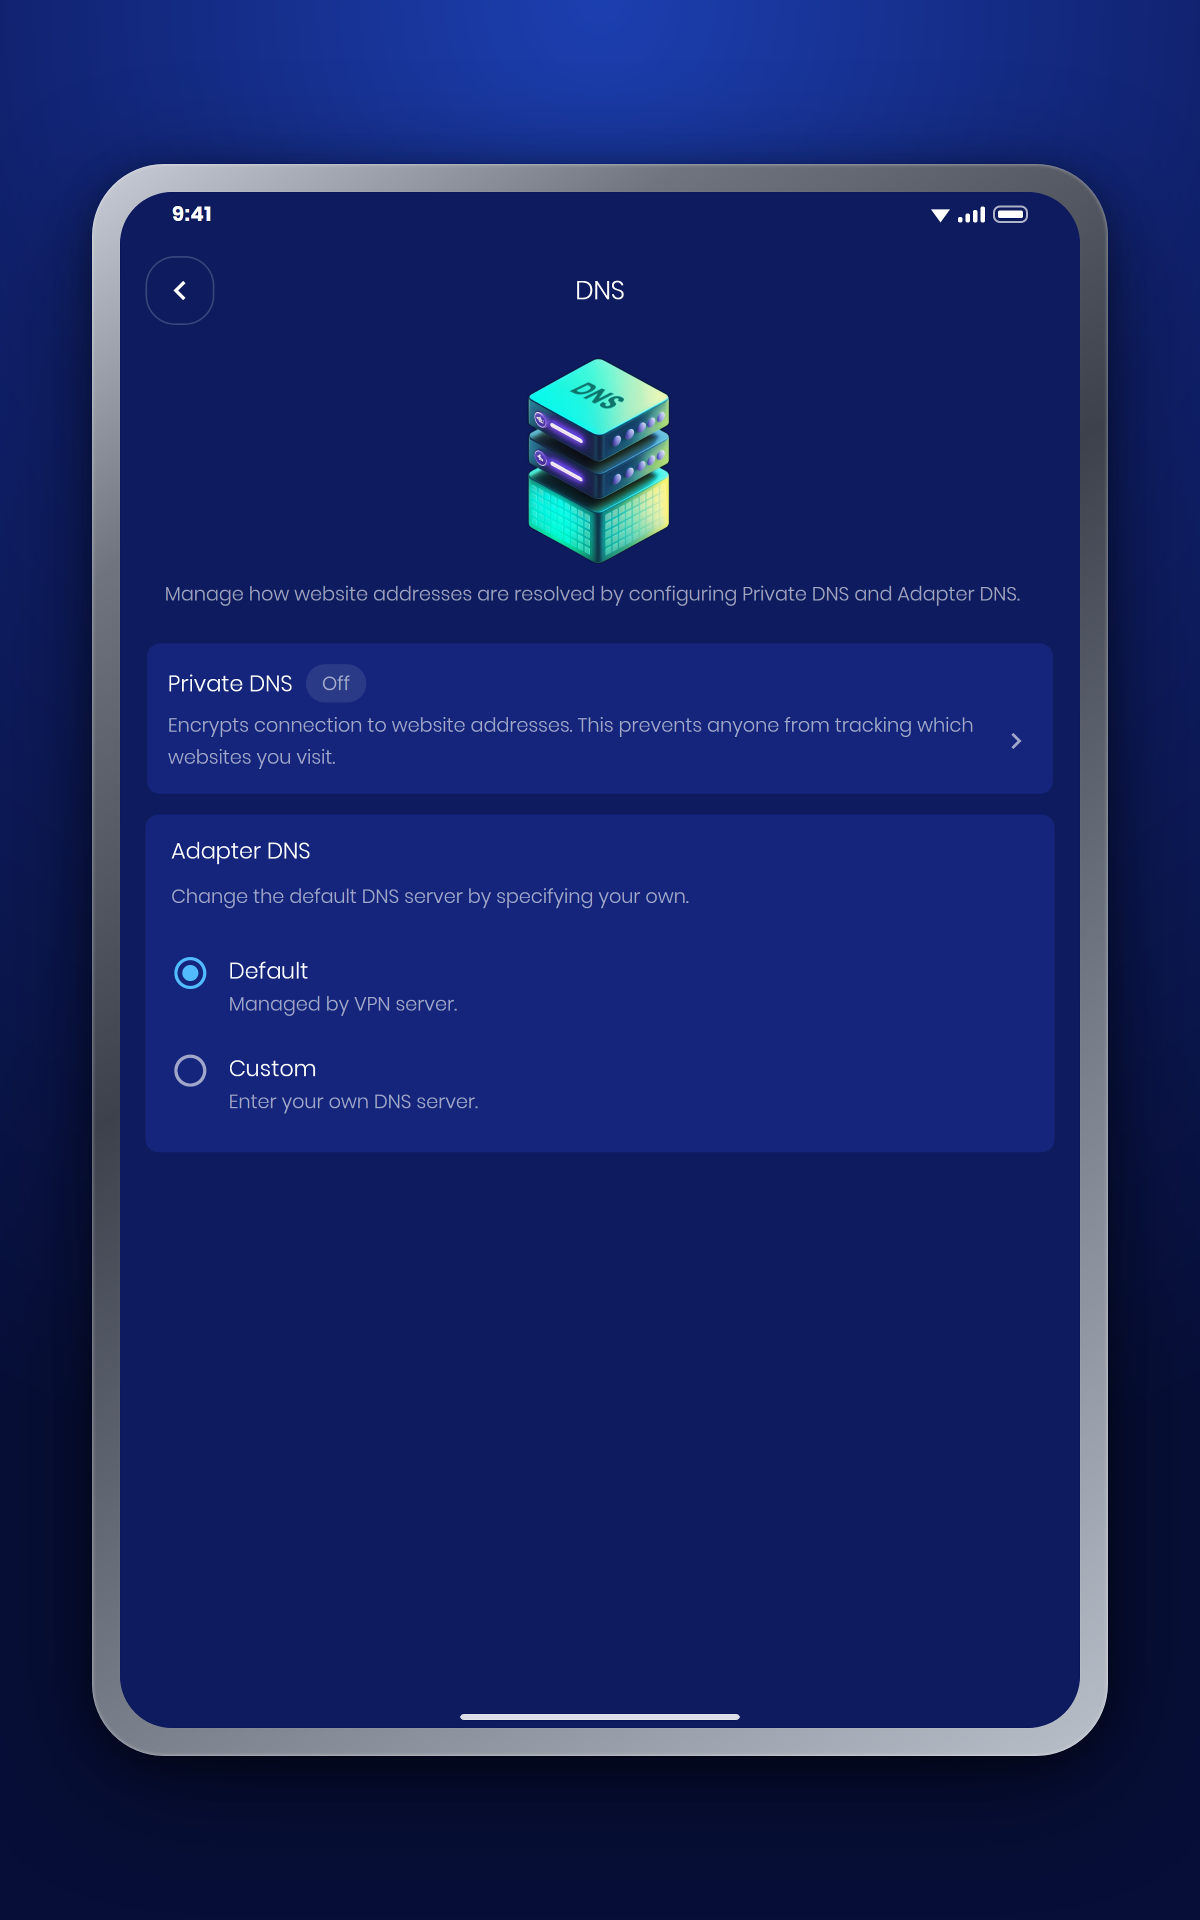 9:41
DNS
DNS
Manage how website addresses are resolved by configuring Private DNS and Adapter DNS.
Private DNS Off
Encrypts connection to website addresses. This prevents anyone from tracking which
websites you visit.
Adapter DNS
Change the default DNS server by specifying your own.
Default
Managed by VPN server.
Custom
Enter your own DNS server.